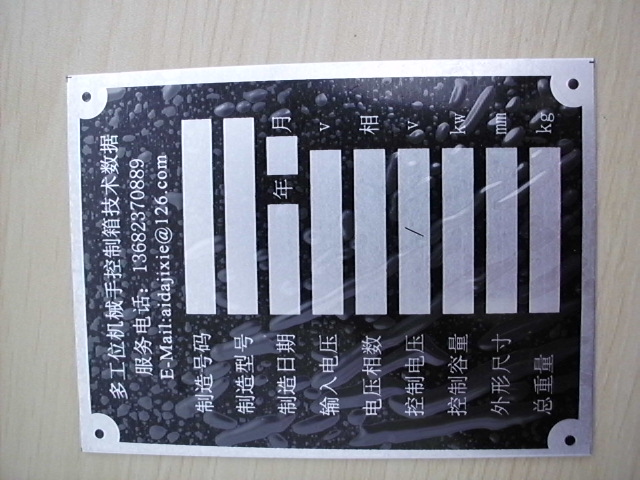 多工位机械手控制箱技术数据
服务电话：13682370889
E-Mail:aidajixie@126.com
制造号码
制造型号
制造日期 年 月
输入电压 v
电压相数 相
控制电压 / v
控制容量 kw
外形尺寸 mm
总重量 kg